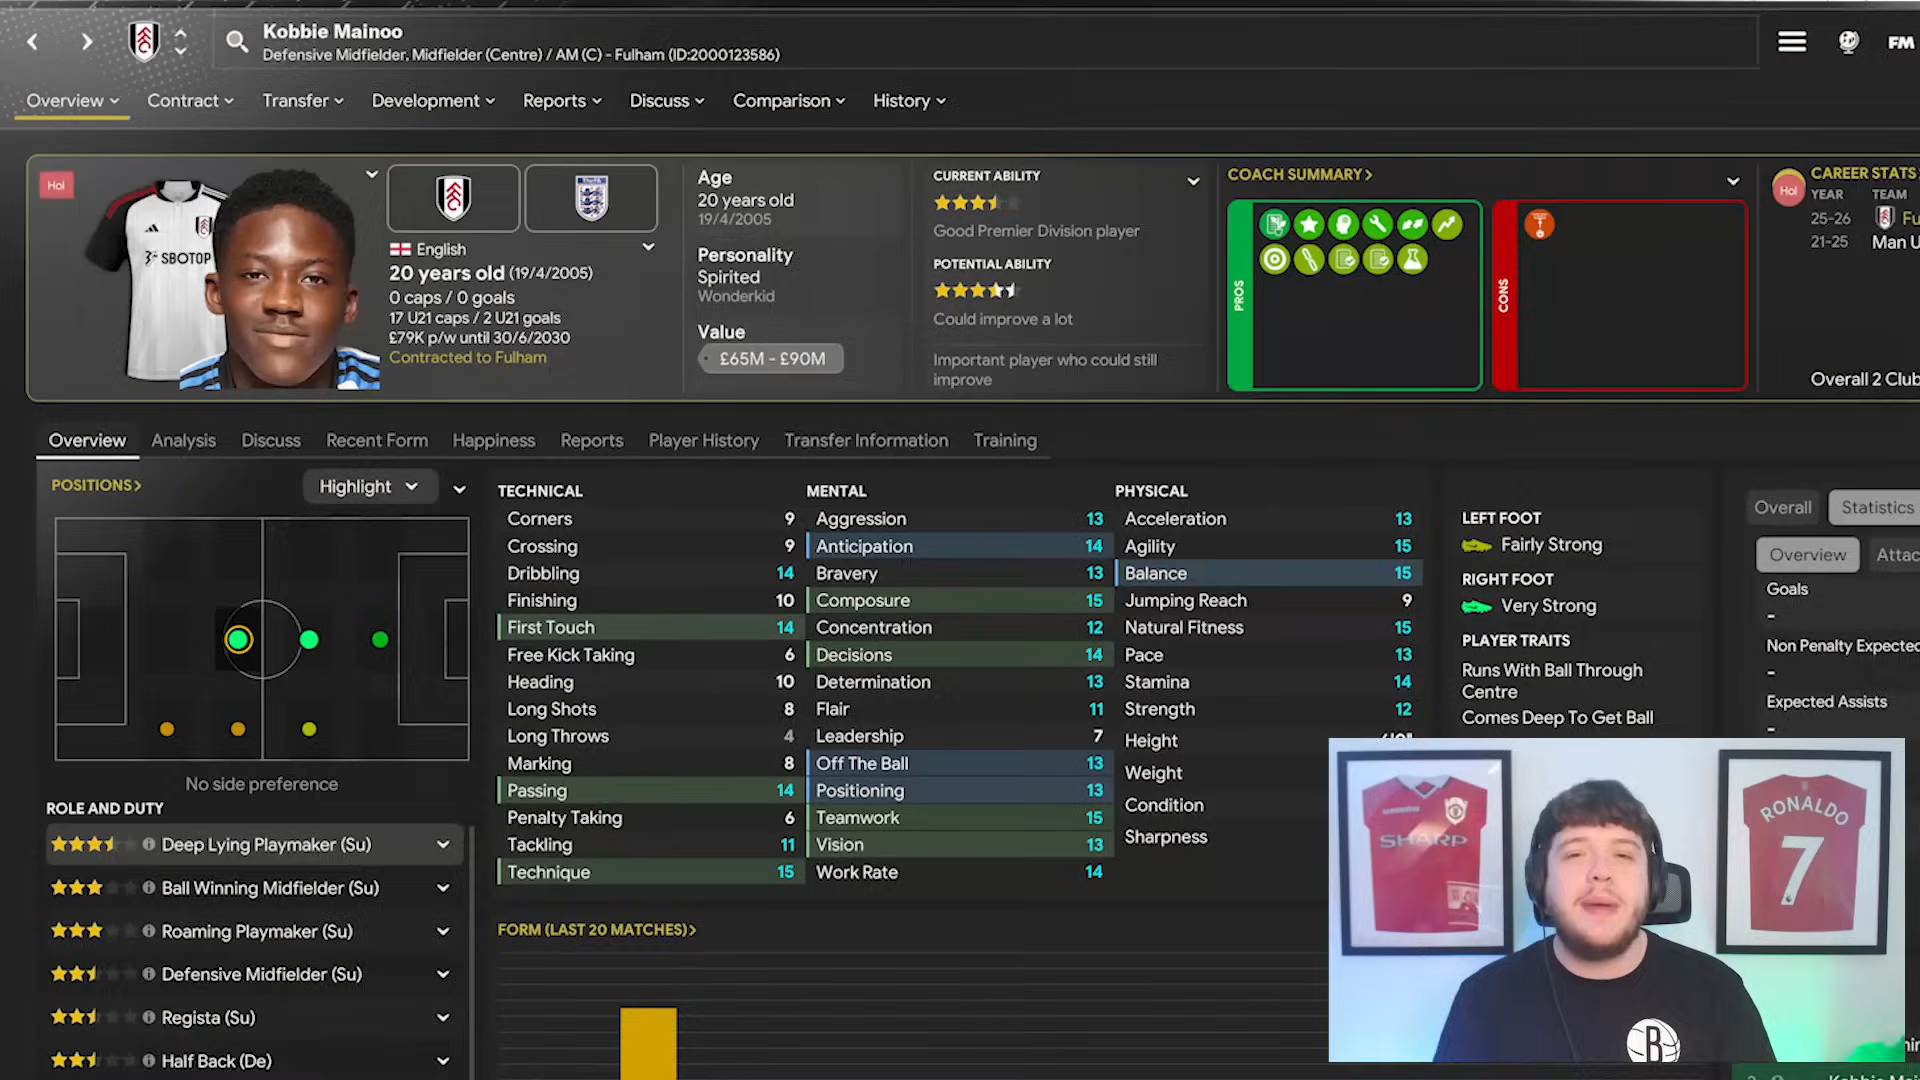 Kobbie Mainoo
Defensive Midfielder, Midfielder (Centre) / AM (C) - Fulham (ID:2000123586)
FM
Overview
Contract
Transfer
Development
Reports
Discuss
Comparison
History
Hol
SBOTOP
English
20 years old (19/4/2005)
0 caps / 0 goals
17 U21 caps / 2 U21 goals
£79K p/w until 30/6/2030
Contracted to Fulham
Age
20 years old
19/4/2005
Personality
Spirited
Wonderkid
Value
£65M - £90M
CURRENT ABILITY
Good Premier Division player
POTENTIAL ABILITY
Could improve a lot
Important player who could still
improve
COACH SUMMARY
PROS
CONS
Hol
CAREER STATS
YEAR TEAM
25-26 Fu
21-25 Man U
Overall 2 Club
Overview
Analysis
Discuss
Recent Form
Happiness
Reports
Player History
Transfer Information
Training
POSITIONS
Highlight
No side preference
ROLE AND DUTY
Deep Lying Playmaker (Su)
Ball Winning Midfielder (Su)
Roaming Playmaker (Su)
Defensive Midfielder (Su)
Regista (Su)
Half Back (De)
TECHNICAL
Corners 9
Crossing 9
Dribbling 14
Finishing 10
First Touch 14
Free Kick Taking 6
Heading 10
Long Shots 8
Long Throws 4
Marking 8
Passing 14
Penalty Taking 6
Tackling 11
Technique 15
MENTAL
Aggression 13
Anticipation 14
Bravery 13
Composure 15
Concentration 12
Decisions 14
Determination 13
Flair 11
Leadership 7
Off The Ball 13
Positioning 13
Teamwork 15
Vision 13
Work Rate 14
PHYSICAL
Acceleration 13
Agility 15
Balance 15
Jumping Reach 9
Natural Fitness 15
Pace 13
Stamina 14
Strength 12
Height
Weight
Condition
Sharpness
LEFT FOOT
Fairly Strong
RIGHT FOOT
Very Strong
PLAYER TRAITS
Runs With Ball Through
Centre
Comes Deep To Get Ball
Overall
Statistics
Overview
Attac
Goals
-
Non Penalty Expected
-
Expected Assists
-
FORM (LAST 20 MATCHES)
SHARP
RONALDO
7
B